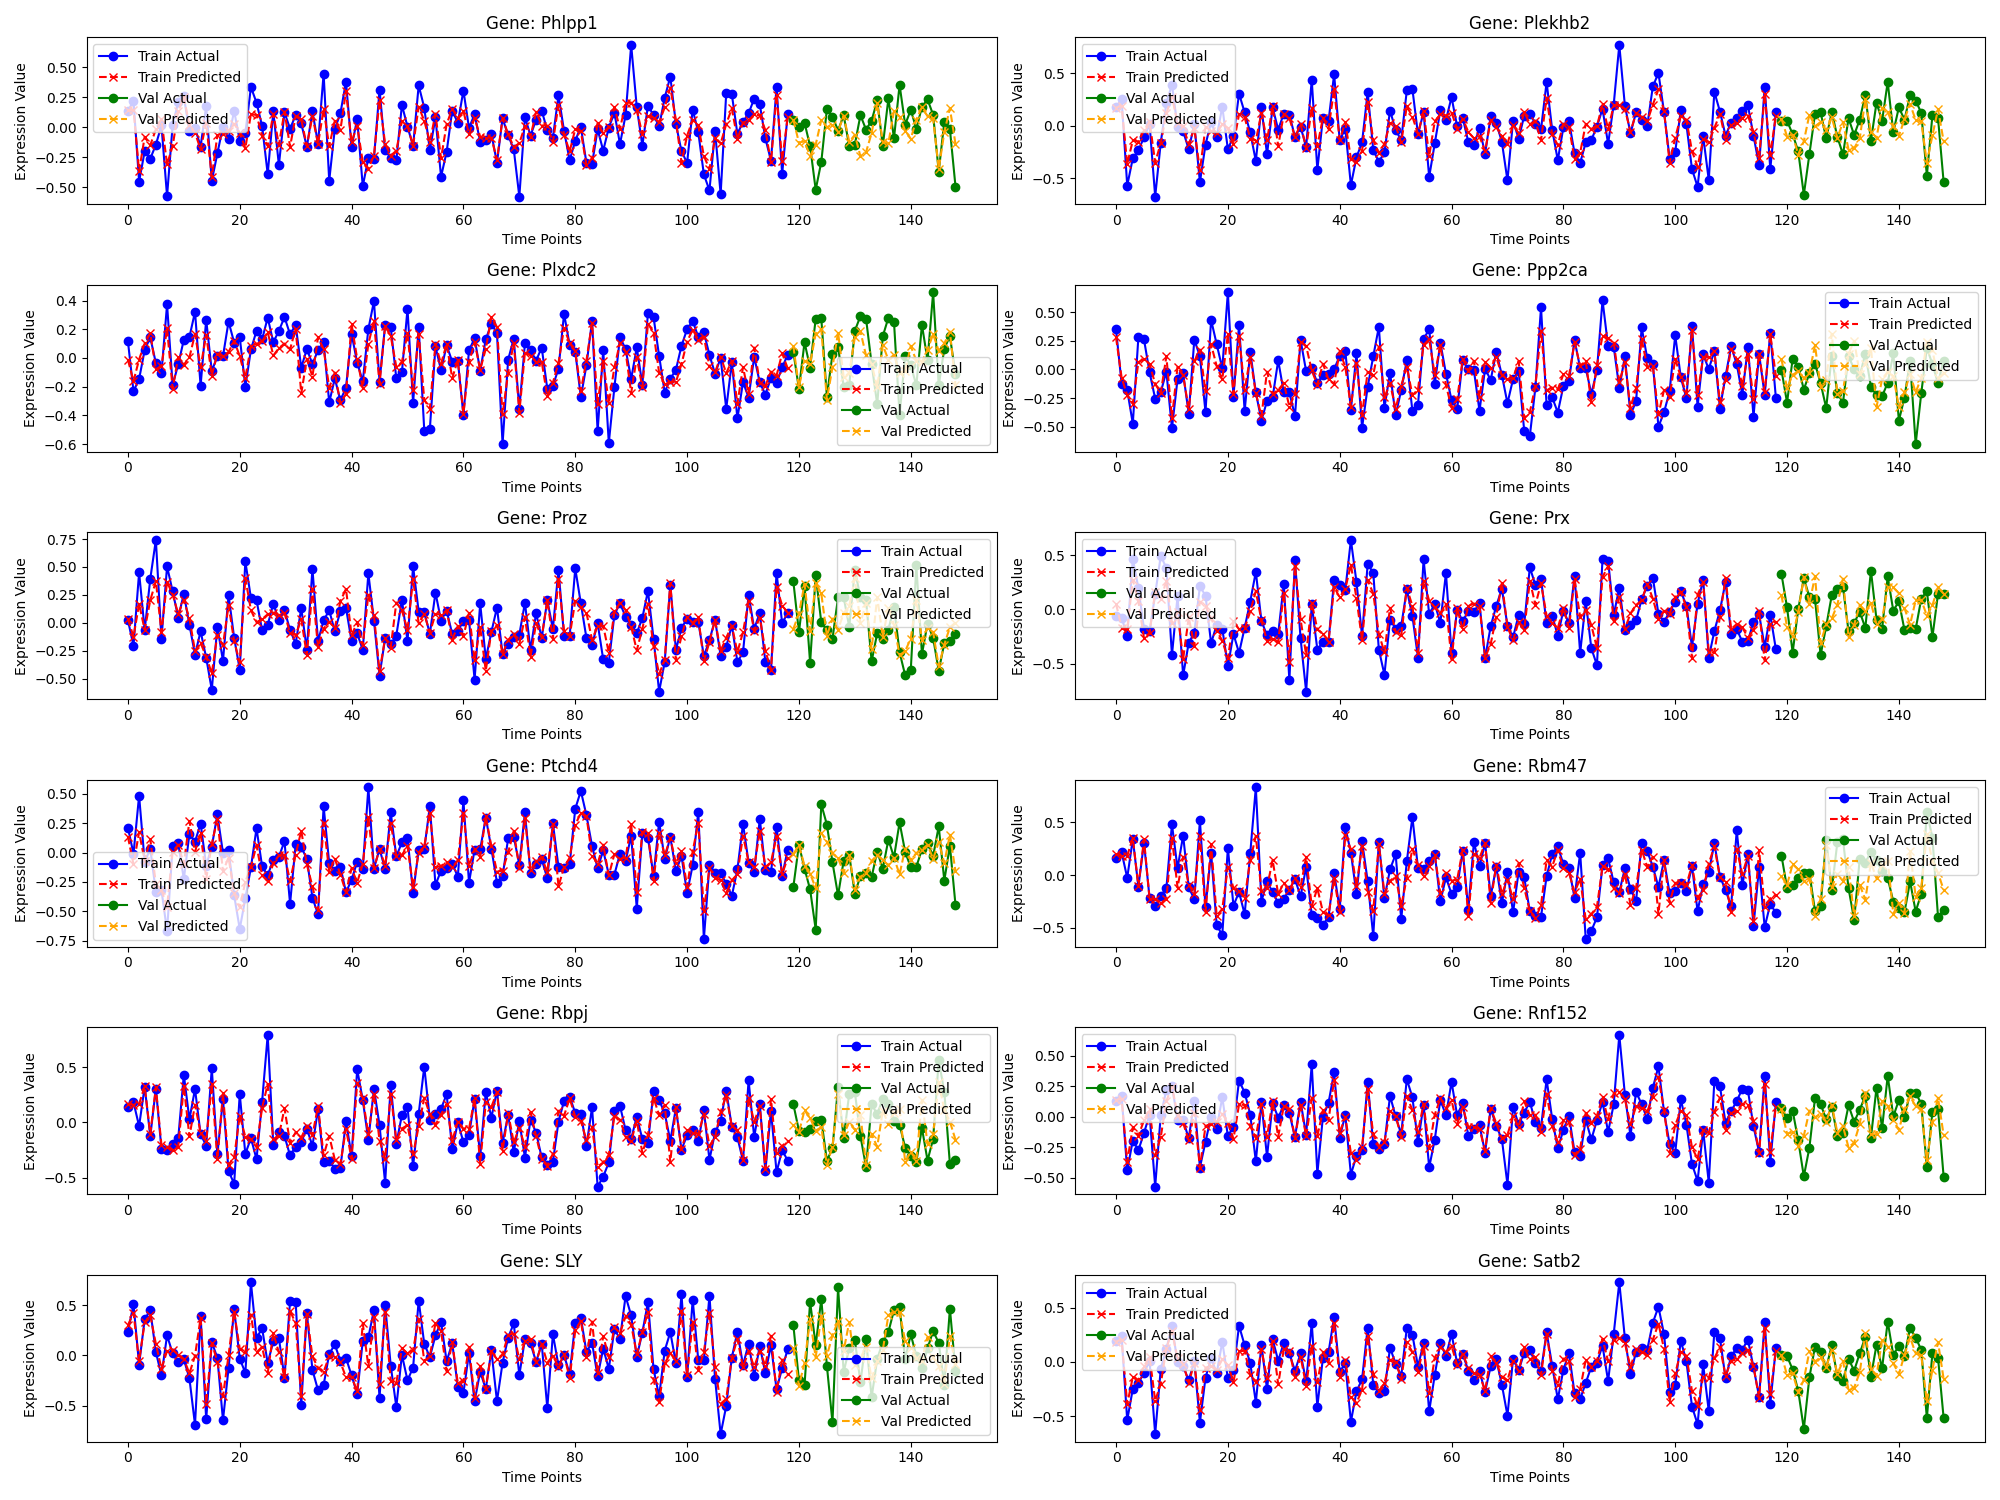 Gene: Phlpp1
Expression Value
0.50
0.25
0.00
−0.25
−0.50
Train Actual
Train Predicted
Val Actual
Val Predicted
0 20 40 60 80 100 120 140
Time Points
Gene: Plekhb2
Expression Value
0.5
0.0
−0.5
Train Actual
Train Predicted
Val Actual
Val Predicted
0 20 40 60 80 100 120 140
Time Points
Gene: Plxdc2
Expression Value
0.4
0.2
0.0
−0.2
−0.4
−0.6
Train Actual
Train Predicted
Val Actual
Val Predicted
0 20 40 60 80 100 120 140
Time Points
Gene: Ppp2ca
Expression Value
0.50
0.25
0.00
−0.25
−0.50
Train Actual
Train Predicted
Val Actual
Val Predicted
0 20 40 60 80 100 120 140
Time Points
Gene: Proz
Expression Value
0.75
0.50
0.25
0.00
−0.25
−0.50
Train Actual
Train Predicted
Val Actual
Val Predicted
0 20 40 60 80 100 120 140
Time Points
Gene: Prx
Expression Value
0.5
0.0
−0.5
Train Actual
Train Predicted
Val Actual
Val Predicted
0 20 40 60 80 100 120 140
Time Points
Gene: Ptchd4
Expression Value
0.50
0.25
0.00
−0.25
−0.50
−0.75
Train Actual
Train Predicted
Val Actual
Val Predicted
0 20 40 60 80 100 120 140
Time Points
Gene: Rbm47
Expression Value
0.5
0.0
−0.5
Train Actual
Train Predicted
Val Actual
Val Predicted
0 20 40 60 80 100 120 140
Time Points
Gene: Rbpj
Expression Value
0.5
0.0
−0.5
Train Actual
Train Predicted
Val Actual
Val Predicted
0 20 40 60 80 100 120 140
Time Points
Gene: Rnf152
Expression Value
0.50
0.25
0.00
−0.25
−0.50
Train Actual
Train Predicted
Val Actual
Val Predicted
0 20 40 60 80 100 120 140
Time Points
Gene: SLY
Expression Value
0.5
0.0
−0.5
Train Actual
Train Predicted
Val Actual
Val Predicted
0 20 40 60 80 100 120 140
Time Points
Gene: Satb2
Expression Value
0.5
0.0
−0.5
Train Actual
Train Predicted
Val Actual
Val Predicted
0 20 40 60 80 100 120 140
Time Points